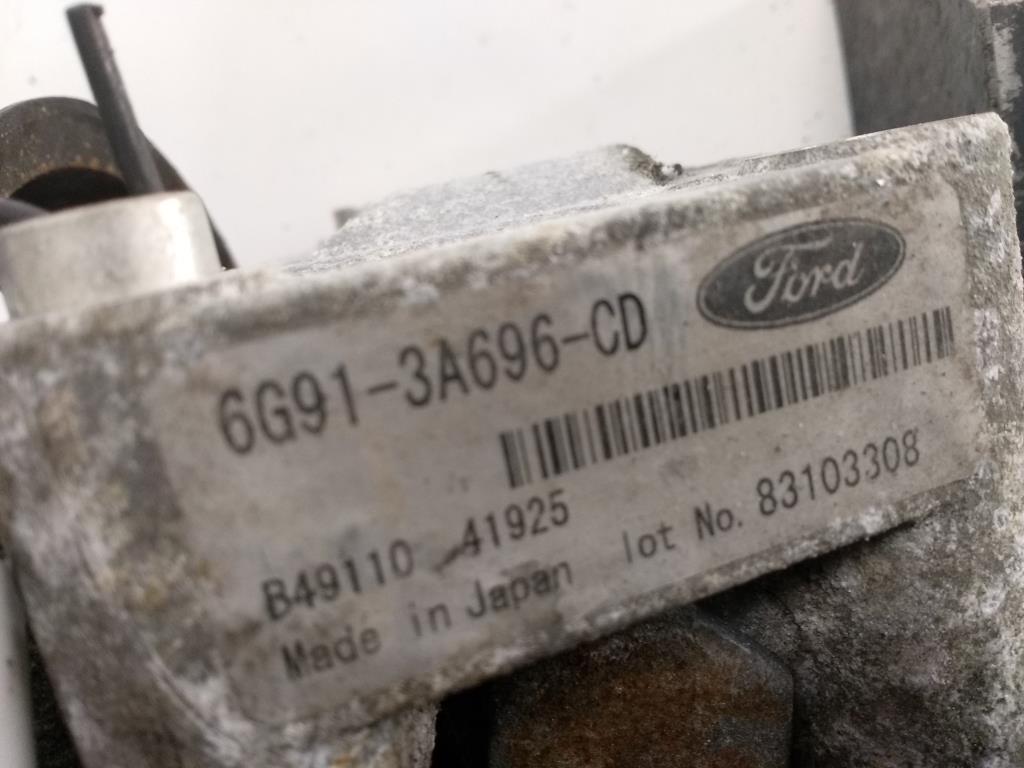 Ford
6G91-3A696-CD
B49110 41925
Made in Japan lot No. 83103308